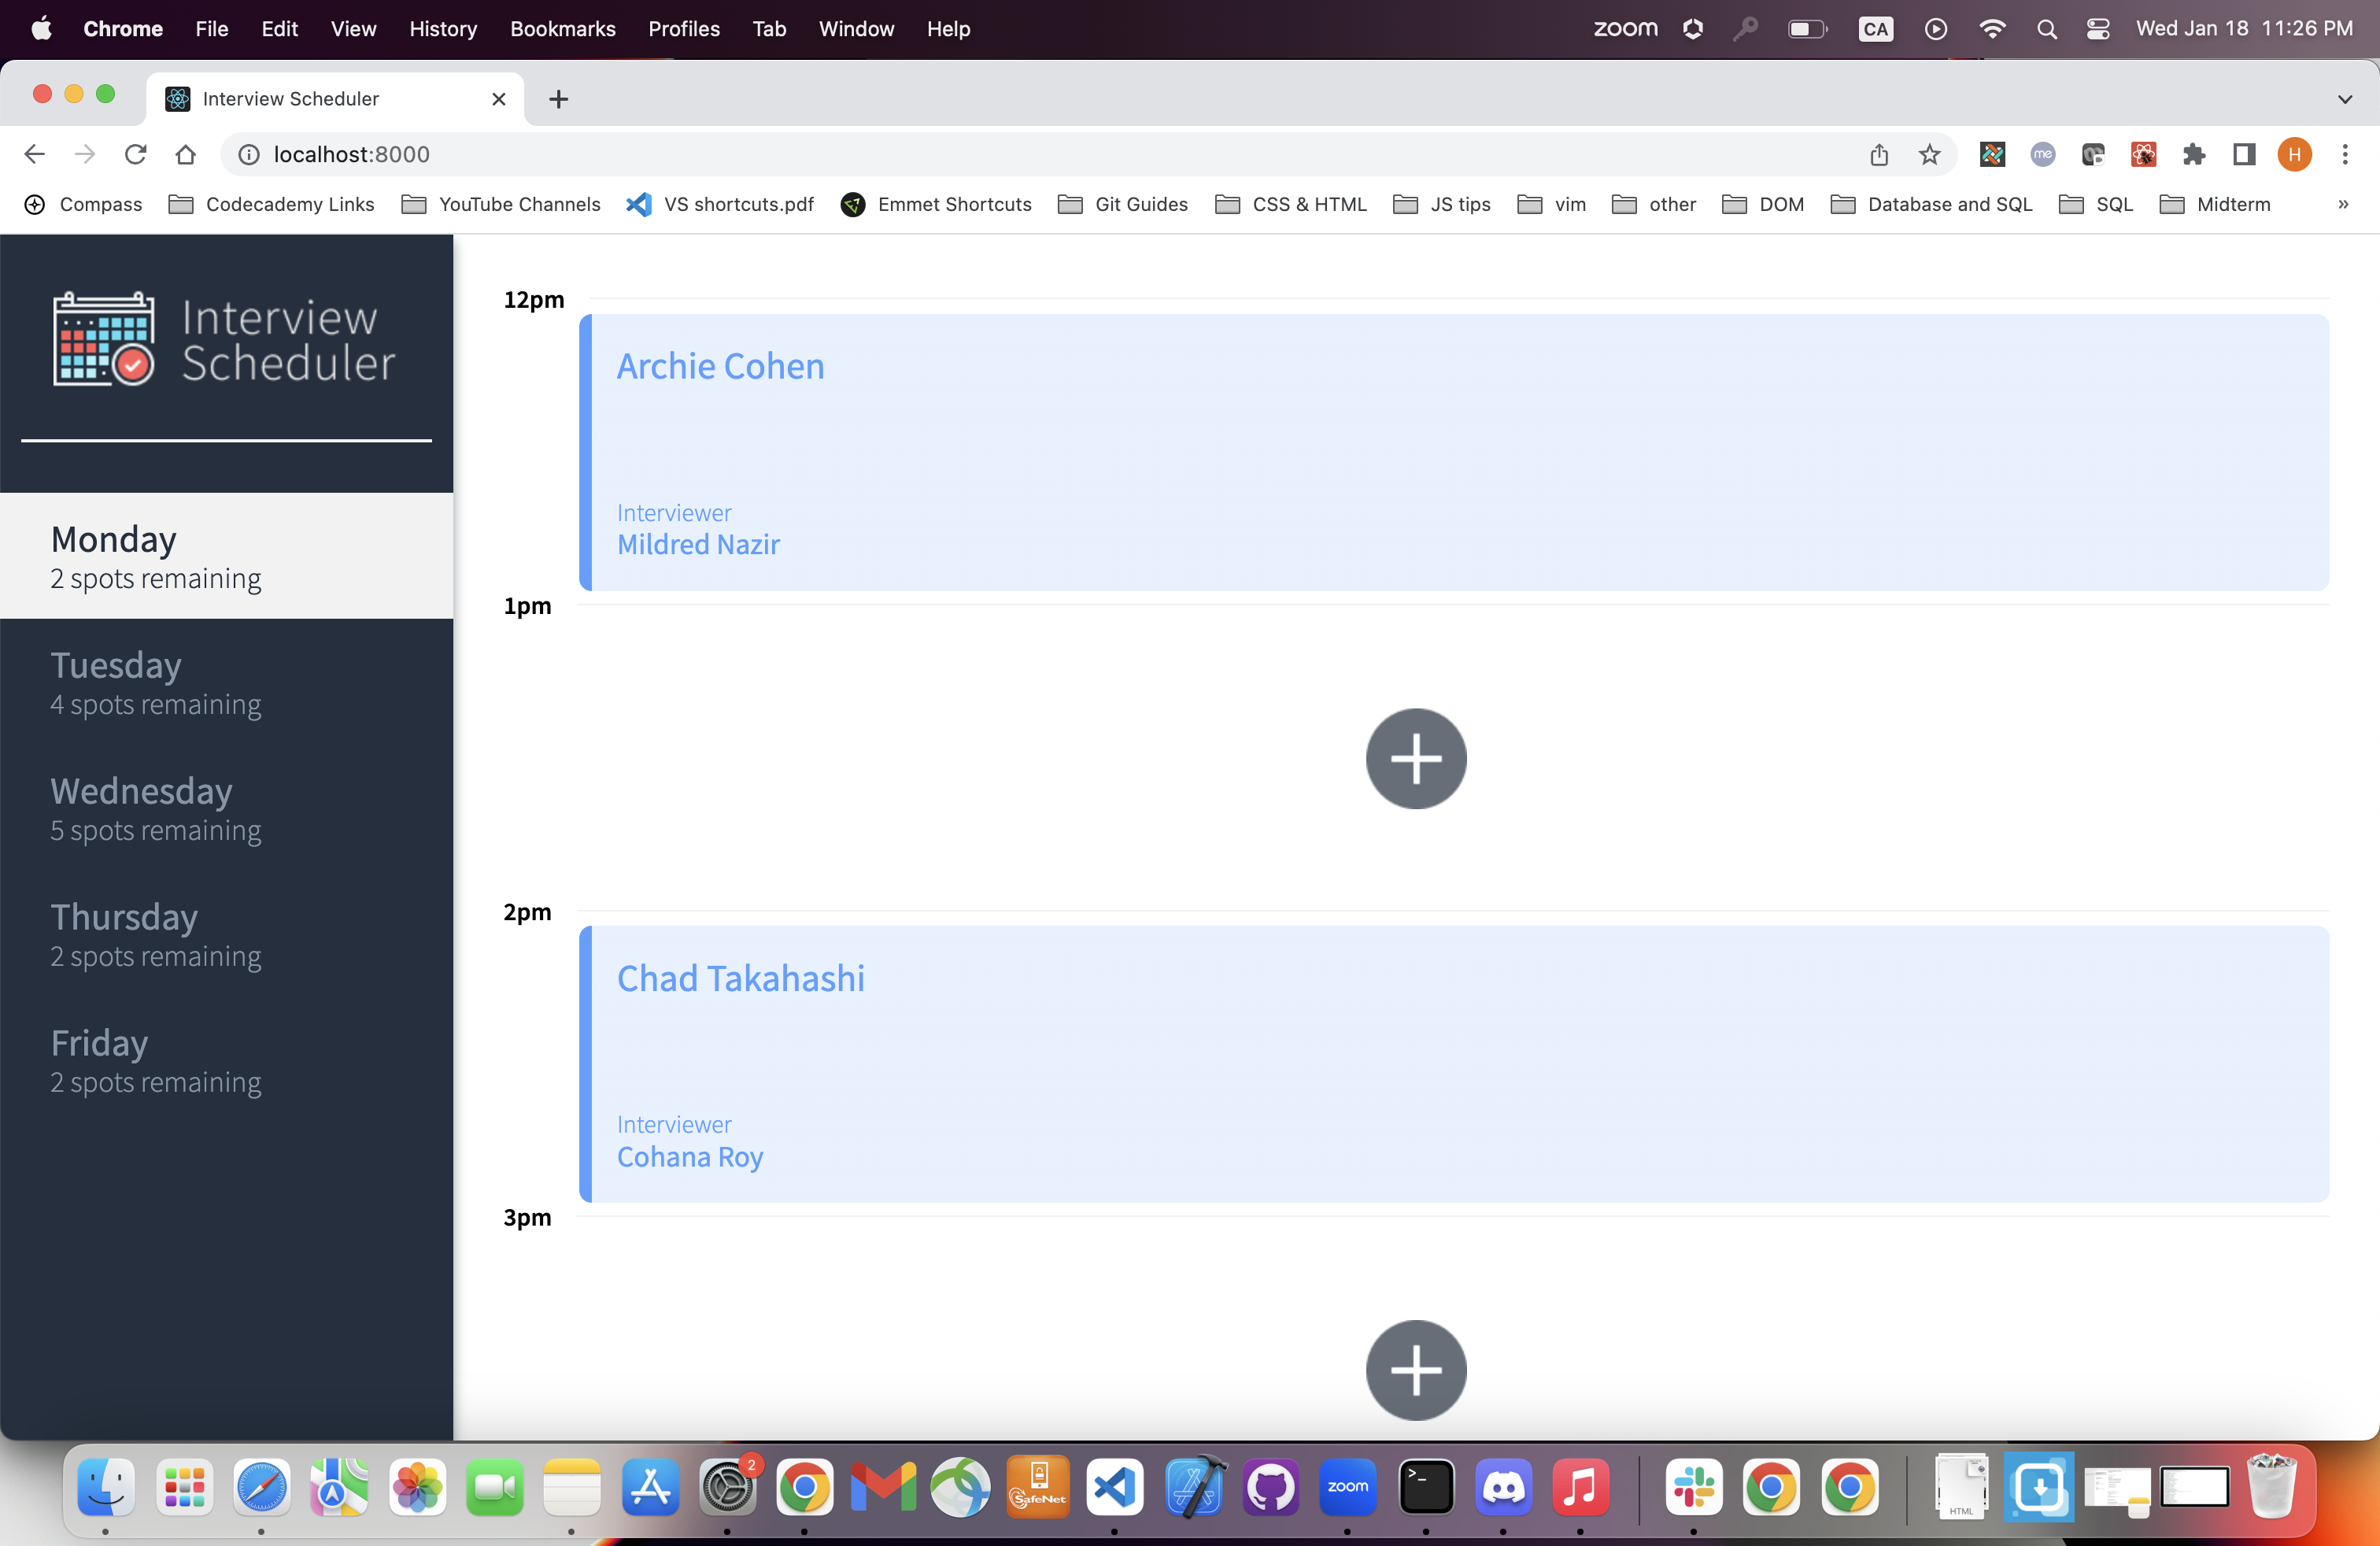 Chrome File Edit View History Bookmarks Profiles Tab Window Help zoom CA Wed Jan 18 11:26 PM
Interview Scheduler
localhost:8000 me H
Compass Codecademy Links YouTube Channels VS shortcuts.pdf Emmet Shortcuts Git Guides CSS & HTML JS tips vim other DOM Database and SQL SQL Midterm »
Interview
Scheduler
Monday
2 spots remaining
Tuesday
4 spots remaining
Wednesday
5 spots remaining
Thursday
2 spots remaining
Friday
2 spots remaining
12pm
Archie Cohen
Interviewer
Mildred Nazir
1pm
2pm
Chad Takahashi
Interviewer
Cohana Roy
3pm
2
SafeNet
zoom
HTML